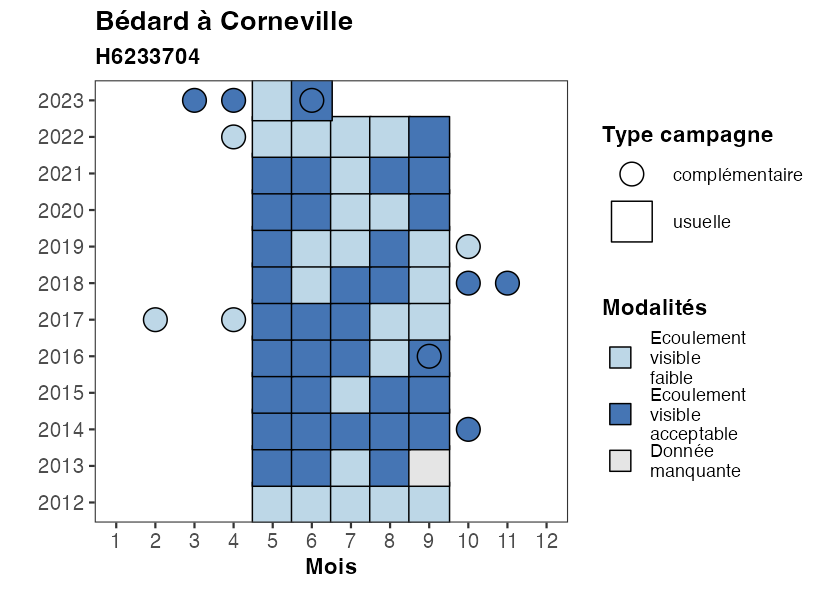 Bédard à Corneville
H6233704
2023
2022
2021
2020
2019
2018
2017
2016
2015
2014
2013
2012
1 2 3 4 5 6 7 8 9 10 11 12
Mois
Type campagne
complémentaire
usuelle
Modalités
Ecoulement
visible
faible
Ecoulement
visible
acceptable
Donnée
manquante